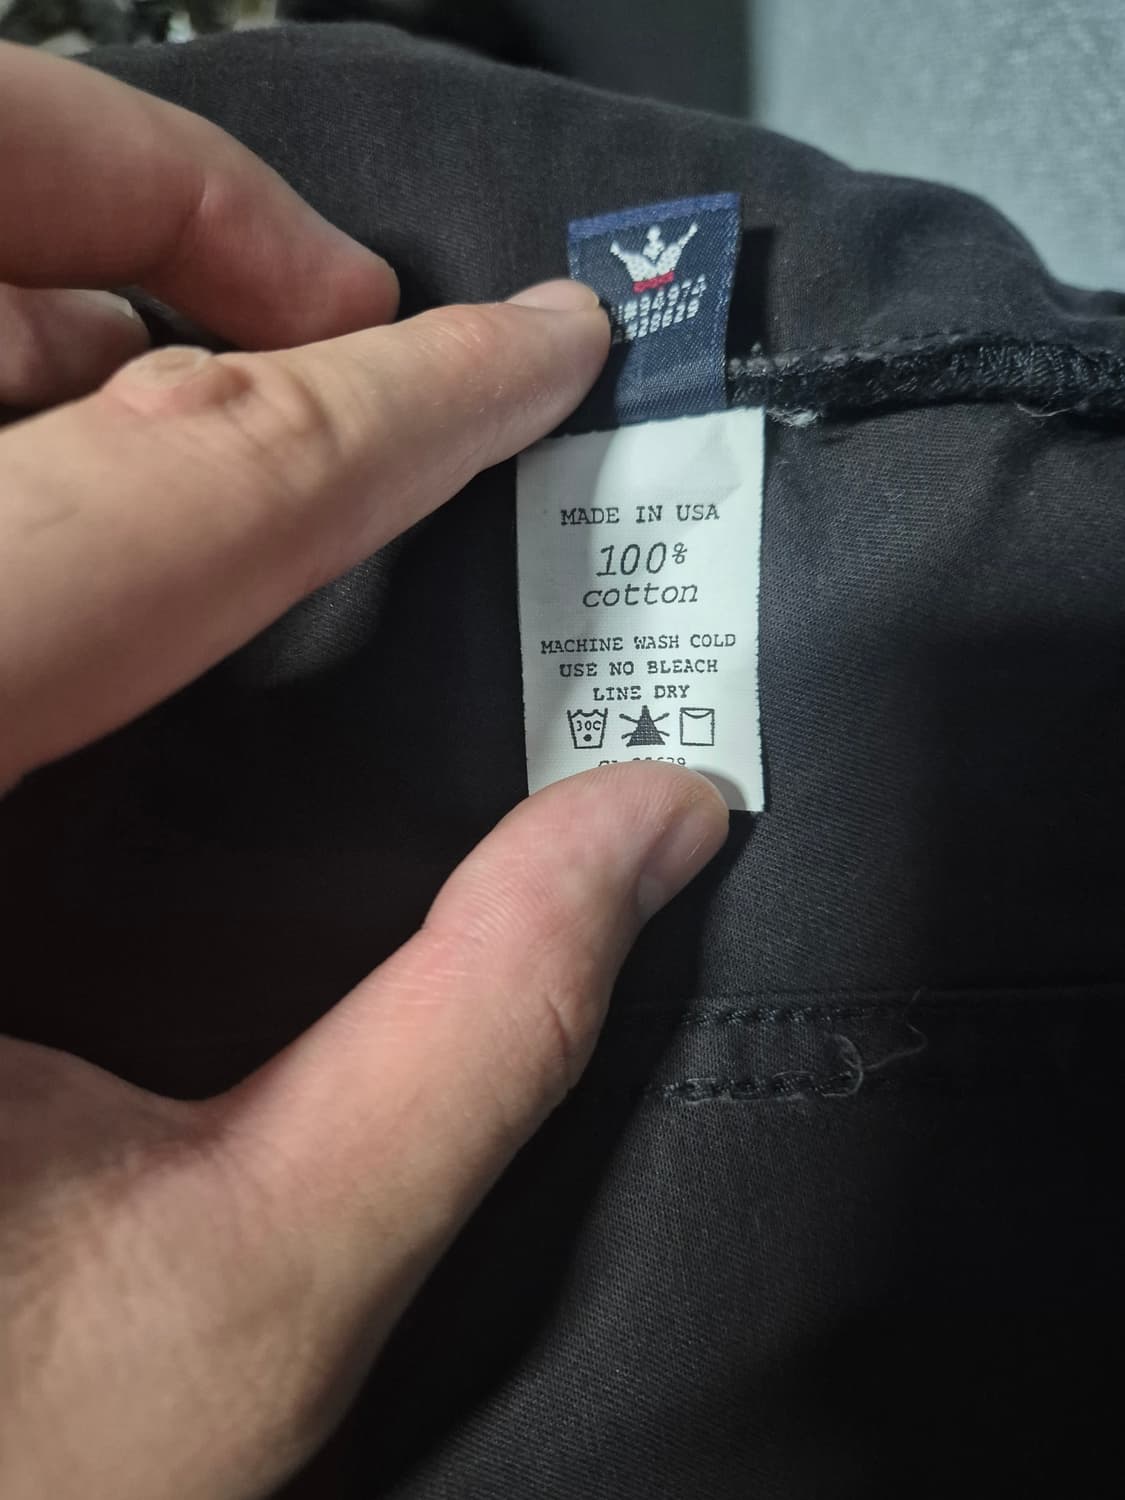 MADE IN USA
100%
cotton
MACHINE WASH COLD
USE NO BLEACH
LINE DRY
30C